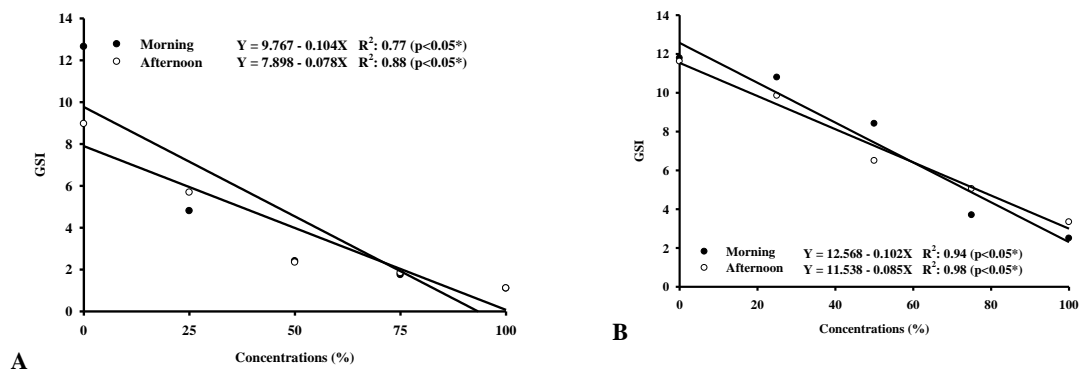 14
12
10
8
6
4
2
0
GSI
Morning Y = 9.767 - 0.104X R²: 0.77 (p<0.05*)
Afternoon Y = 7.898 - 0.078X R²: 0.88 (p<0.05*)
0 25 50 75 100
Concentrations (%)
A
14
12
10
8
6
4
2
0
GSI
Morning Y = 12.568 - 0.102X R²: 0.94 (p<0.05*)
Afternoon Y = 11.538 - 0.085X R²: 0.98 (p<0.05*)
0 20 40 60 80 100
Concentrations (%)
B